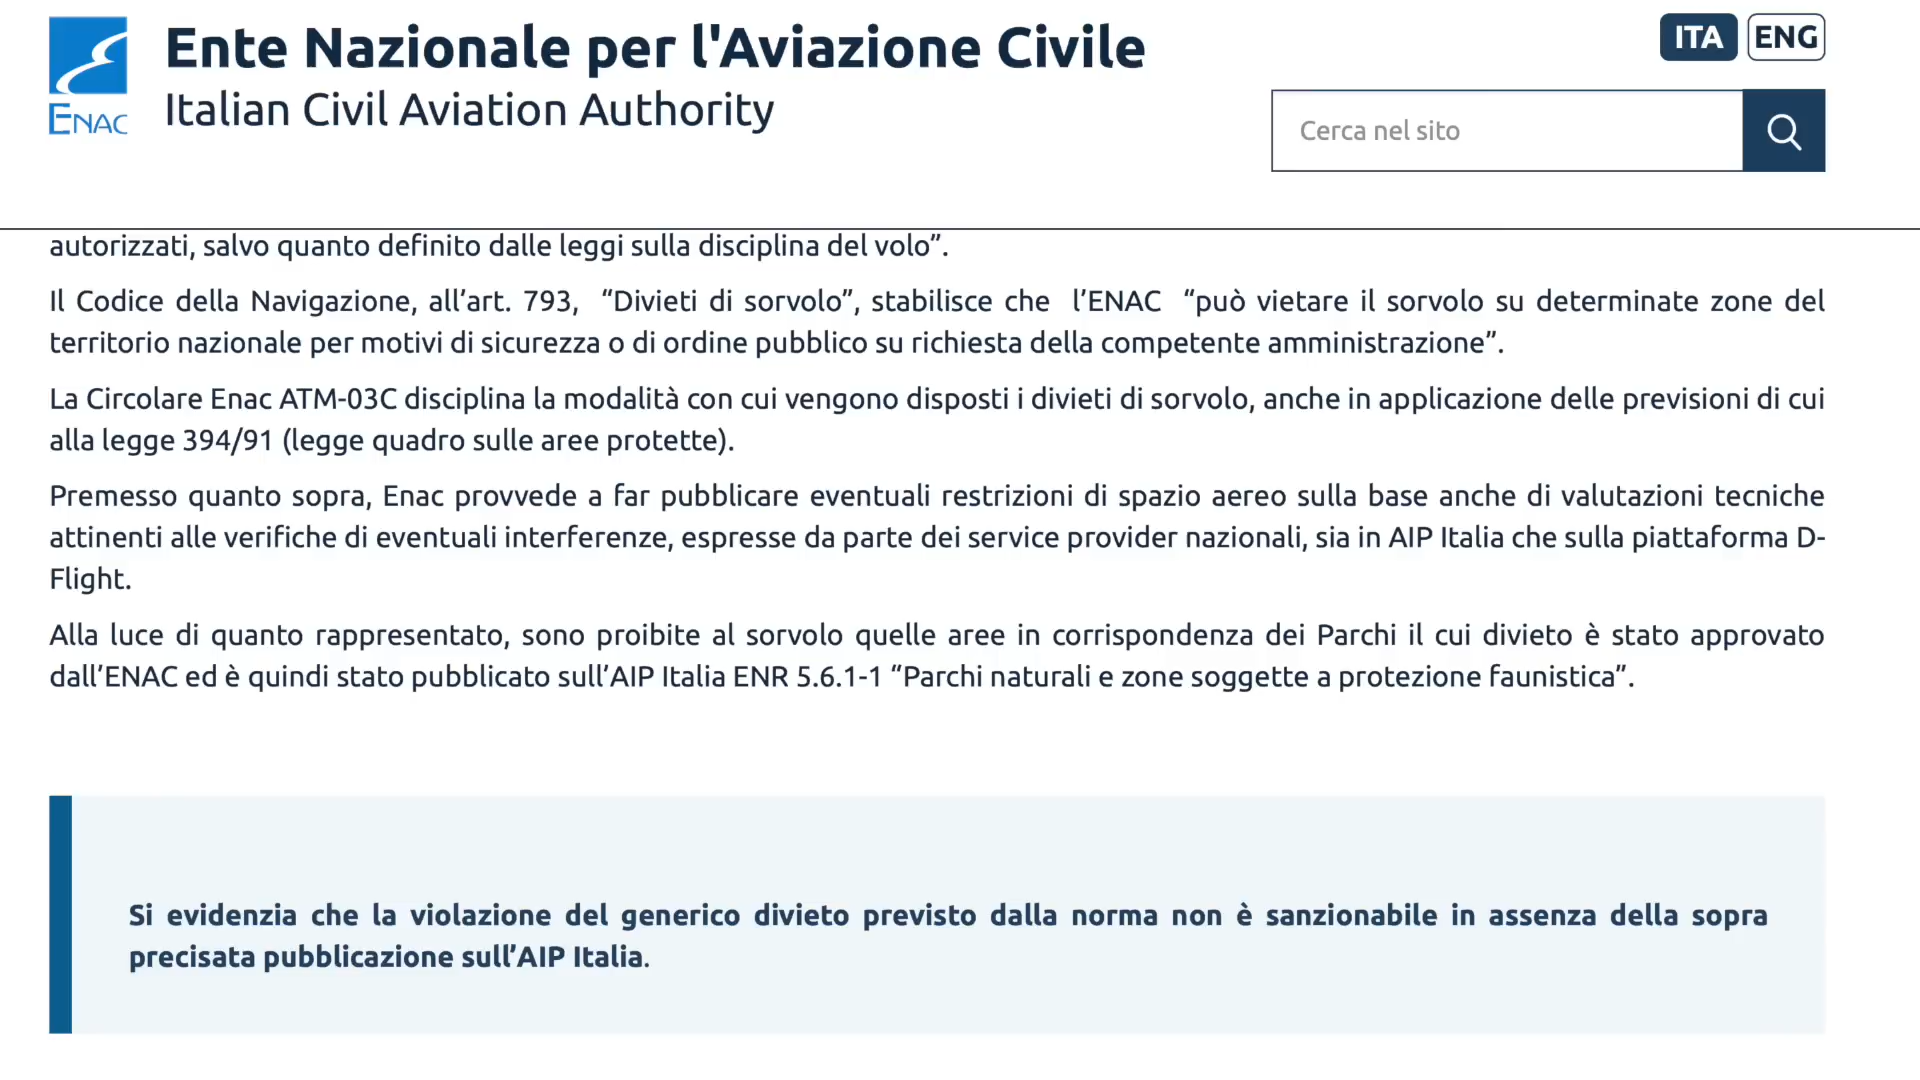 Ente Nazionale per l'Aviazione Civile
Italian Civil Aviation Authority
ENAC
ITA ENG
Cerca nel sito
autorizzati, salvo quanto definito dalle leggi sulla disciplina del volo”.
Il Codice della Navigazione, all’art. 793, “Divieti di sorvolo”, stabilisce che l’ENAC “può vietare il sorvolo su determinate zone del
territorio nazionale per motivi di sicurezza o di ordine pubblico su richiesta della competente amministrazione”.
La Circolare Enac ATM-03C disciplina la modalità con cui vengono disposti i divieti di sorvolo, anche in applicazione delle previsioni di cui
alla legge 394/91 (legge quadro sulle aree protette).
Premesso quanto sopra, Enac provvede a far pubblicare eventuali restrizioni di spazio aereo sulla base anche di valutazioni tecniche
attinenti alle verifiche di eventuali interferenze, espresse da parte dei service provider nazionali, sia in AIP Italia che sulla piattaforma D-
Flight.
Alla luce di quanto rappresentato, sono proibite al sorvolo quelle aree in corrispondenza dei Parchi il cui divieto è stato approvato
dall’ENAC ed è quindi stato pubblicato sull’AIP Italia ENR 5.6.1-1 “Parchi naturali e zone soggette a protezione faunistica”.
Si evidenzia che la violazione del generico divieto previsto dalla norma non è sanzionabile in assenza della sopra
precisata pubblicazione sull’AIP Italia.